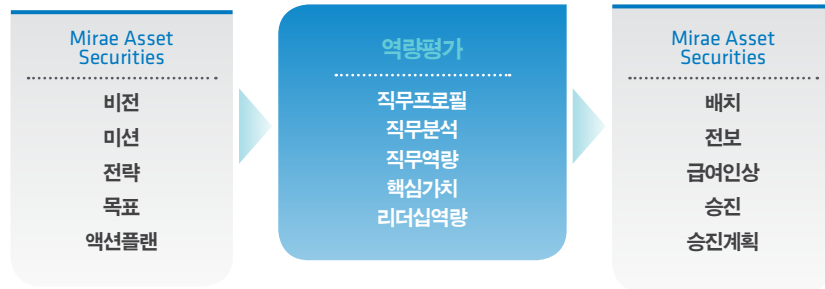 Mirae Asset
Securities
비전
미션
전략
목표
액션플랜
역량평가
직무프로필
직무분석
직무역량
핵심가치
리더십역량
Mirae Asset
Securities
배치
전보
급여인상
승진
승진계획